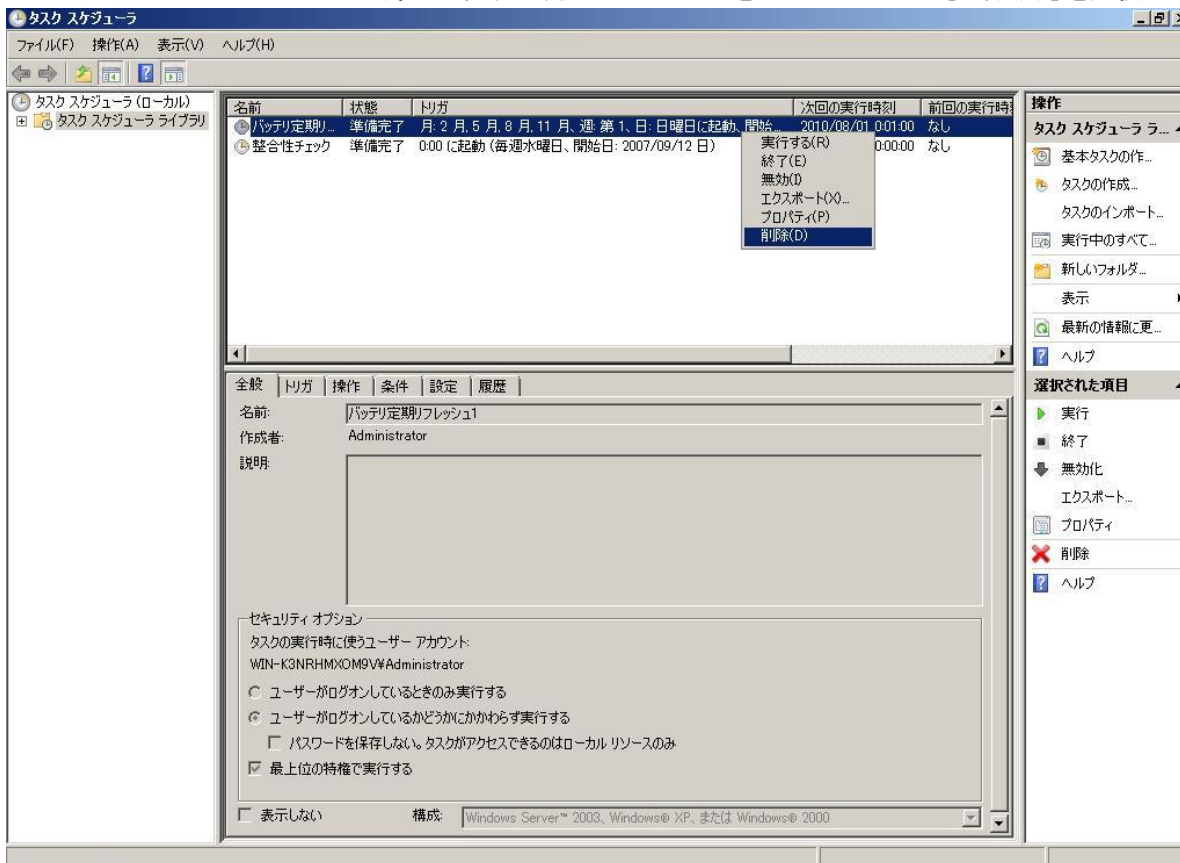 タスク スケジューラ
ファイル(F) 操作(A) 表示(V) ヘルプ(H)
タスク スケジューラ (ローカル)
タスク スケジューラ ライブラリ
名前 状態 トリガ 次回の実行時刻 前回の実行時刻
バッテリ定期リ... 準備完了 月: 2 月, 5 月, 8 月, 11 月、週: 第 1、日: 日曜日に起動、開始... 2010/08/01 0:01:00 なし
整合性チェック 準備完了 0:00 に起動 (毎週水曜日、開始日: 2007/09/12 日) 0:00:00 なし
実行する(R)
終了(E)
無効(I)
エクスポート(X)...
プロパティ(P)
削除(D)
全般 トリガ 操作 条件 設定 履歴
名前: バッテリ定期リフレッシュ1
作成者: Administrator
説明:
セキュリティ オプション
タスクの実行時に使うユーザー アカウント:
WIN-K3NRHMXOM9V¥Administrator
ユーザーがログオンしているときのみ実行する
ユーザーがログオンしているかどうかにかかわらず実行する
パスワードを保存しない。タスクがアクセスできるのはローカル リソースのみ
最上位の特権で実行する
表示しない 構成: Windows Server™ 2003、Windows® XP、または Windows® 2000
操作
タスク スケジューラ ラ...
基本タスクの作...
タスクの作成...
タスクのインポート...
実行中のすべて...
新しいフォルダ...
表示
最新の情報に更...
ヘルプ
選択された項目
実行
終了
無効化
エクスポート...
プロパティ
削除
ヘルプ